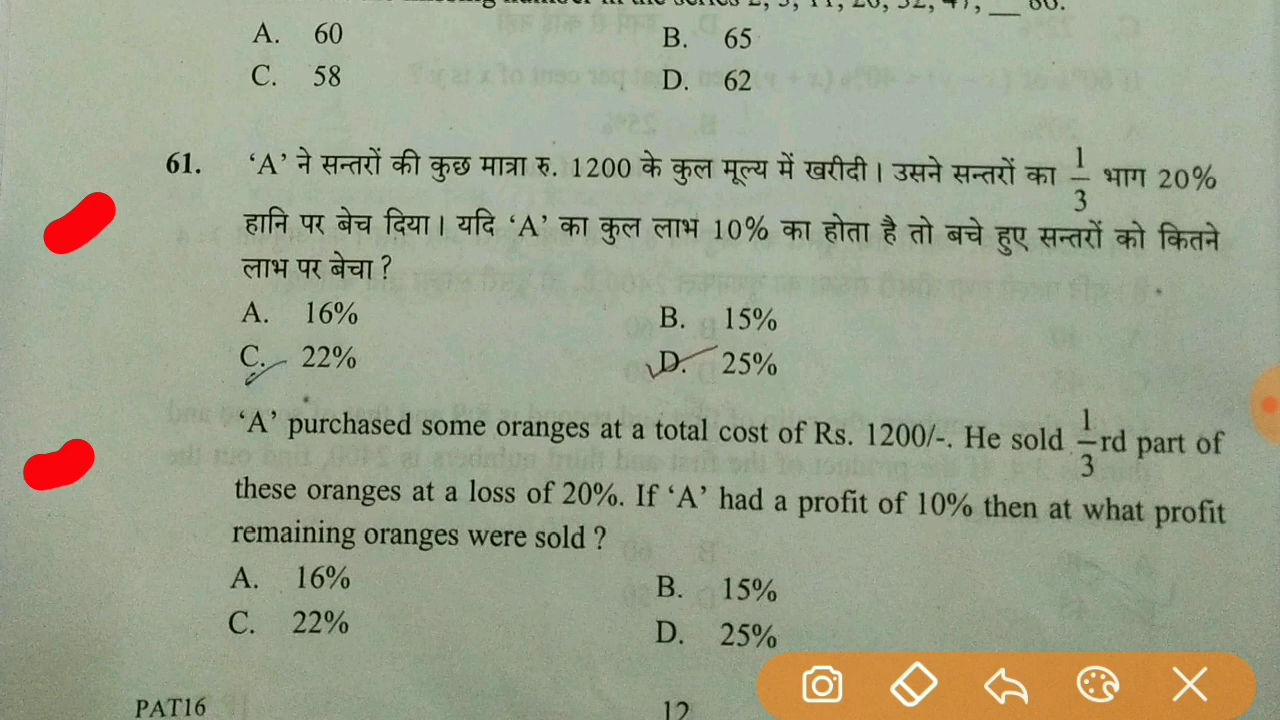 A. 60 B. 65
C. 58 D. 62
61. ‘A’ ने सन्तरों की कुछ मात्रा रु. 1200 के कुल मूल्य में खरीदी। उसने सन्तरों का 1/3 भाग 20%
हानि पर बेच दिया। यदि ‘A’ का कुल लाभ 10% का होता है तो बचे हुए सन्तरों को कितने
लाभ पर बेचा ?
A. 16% B. 15%
C. 22% D. 25%
‘A’ purchased some oranges at a total cost of Rs. 1200/-. He sold 1/3rd part of
these oranges at a loss of 20%. If ‘A’ had a profit of 10% then at what profit
remaining oranges were sold ?
A. 16% B. 15%
C. 22% D. 25%
PAT16 12